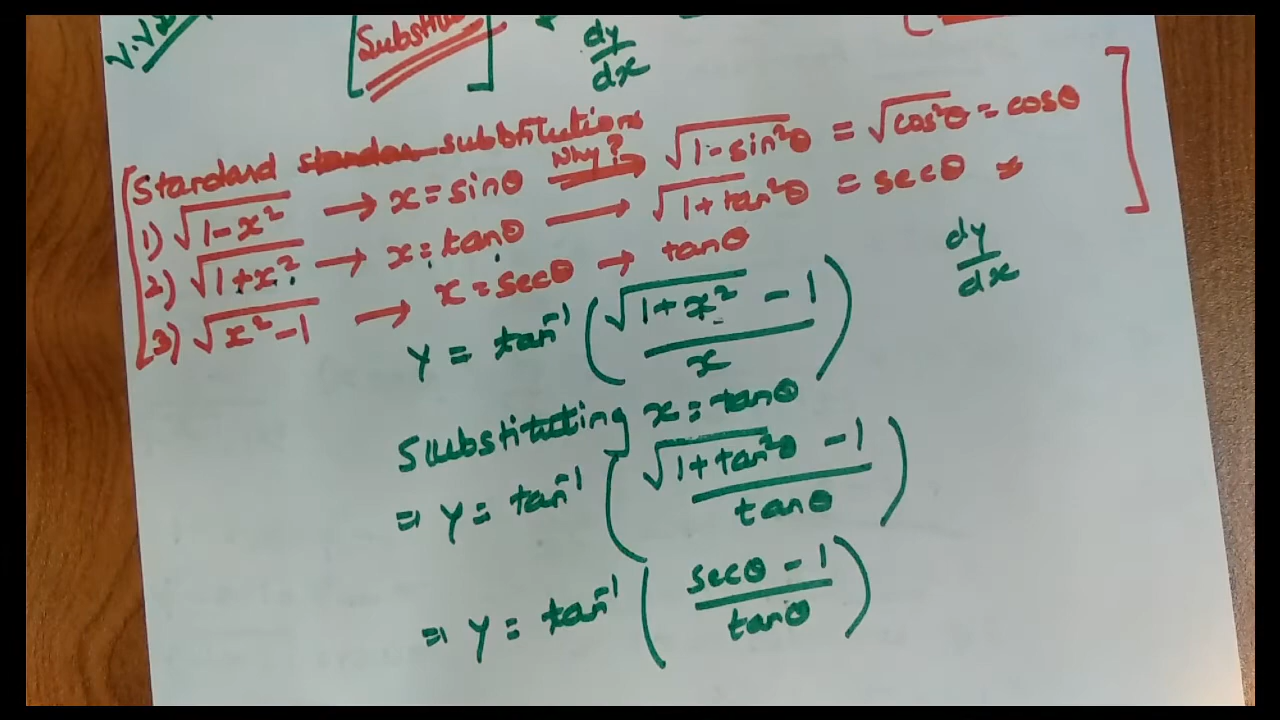 dy/dx
Standard substitutions
1) √(1-x²) → x = sinθ Why? → √(1-sin²θ) = √cos²θ = cosθ
2) √(1+x²) → x = tanθ → √(1+tan²θ) = secθ
3) √(x²-1) → x = secθ → tanθ
y = tan⁻¹((√(1+x²) - 1)/x) dy/dx
Substituting x = tanθ
⇒ y = tan⁻¹((√(1+tan²θ) - 1)/tanθ)
⇒ y = tan⁻¹((secθ - 1)/tanθ)